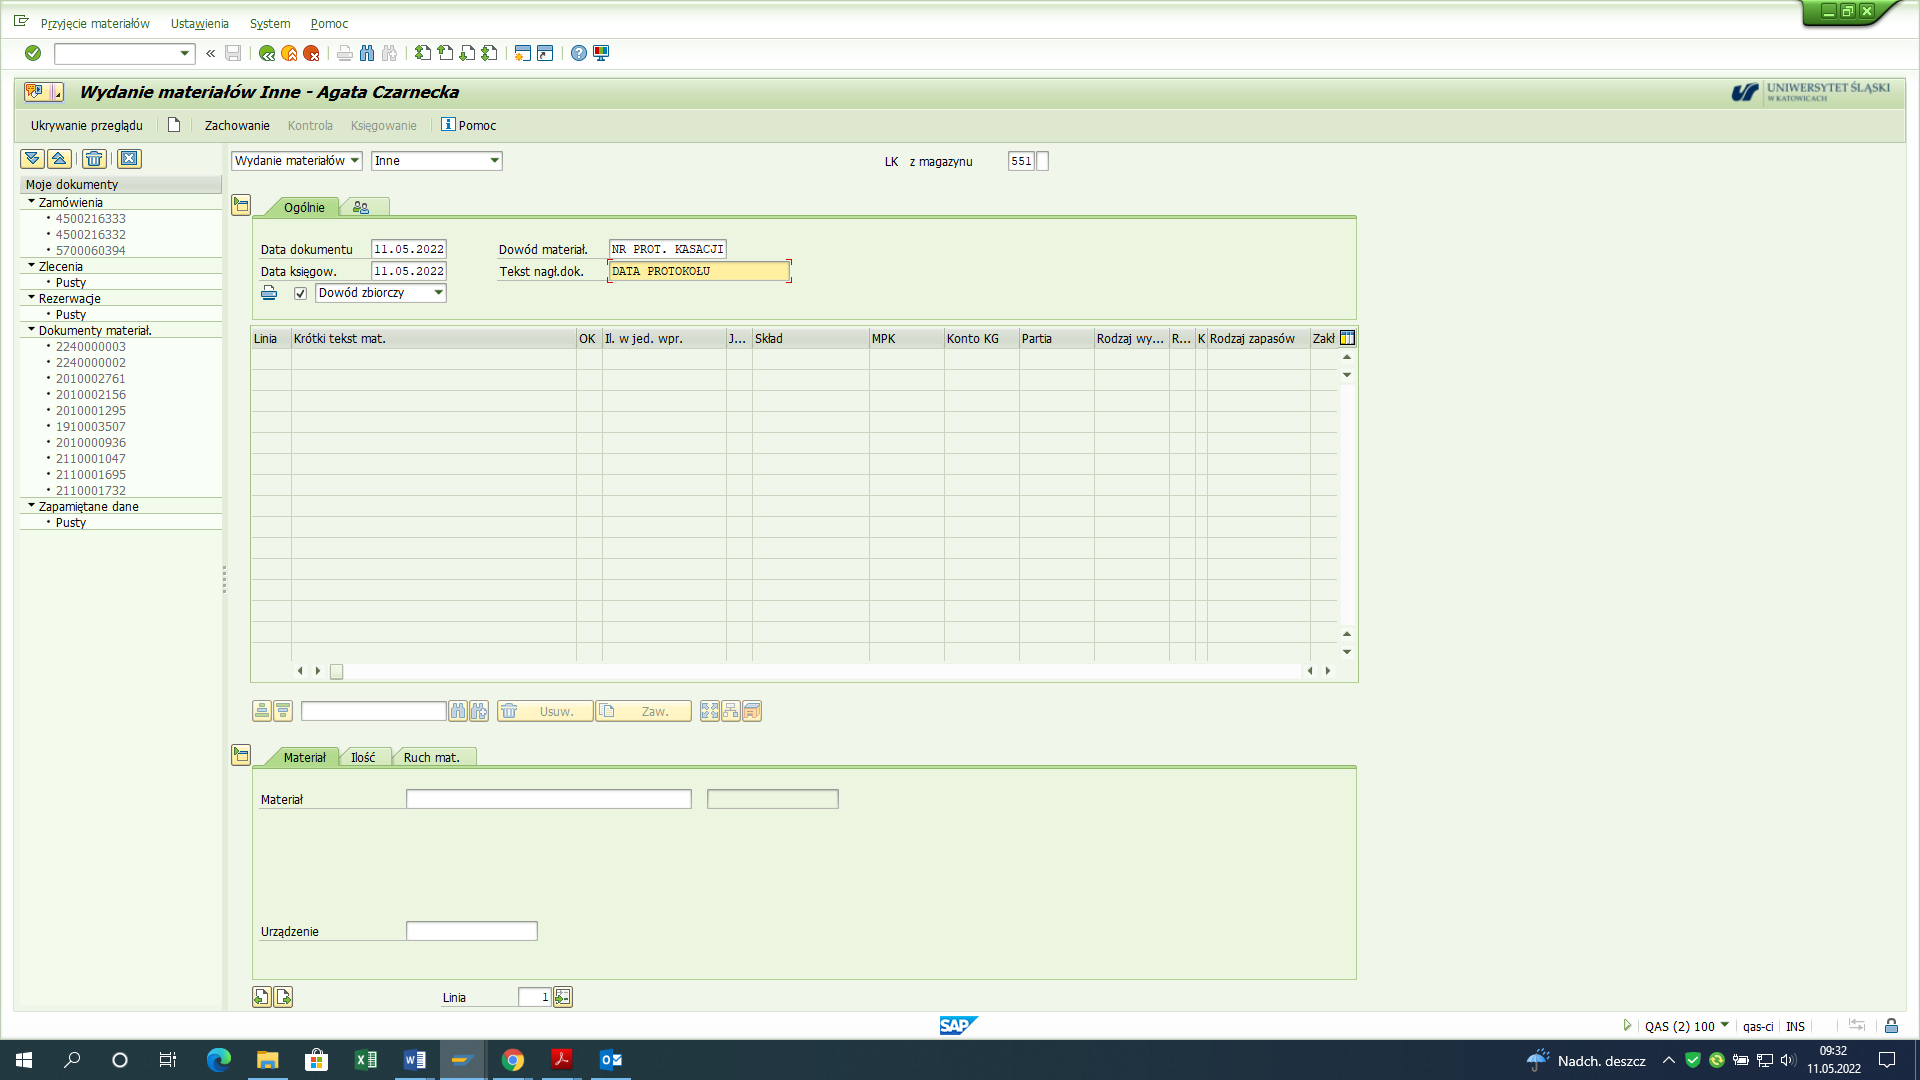 Przyjęcie materiałów Ustawienia System Pomoc
Wydanie materiałów Inne - Agata Czarnecka
UNIWERSYTET ŚLĄSKI
W KATOWICACH
Ukrywanie przeglądu Zachowanie Kontrola Księgowanie Pomoc
Wydanie materiałów Inne LK z magazynu 551
Moje dokumenty
Zamówienia
4500216333
4500216332
5700060394
Zlecenia
Pusty
Rezerwacje
Pusty
Dokumenty materiał.
2240000003
2240000002
2010002761
2010002156
2010001295
1910003507
2010000936
2110001047
2110001695
2110001732
Zapamiętane dane
Pusty
Ogólnie
Data dokumentu 11.05.2022 Dowód materiał. NR PROT. KASACJI
Data księgow. 11.05.2022 Tekst nagł.dok. DATA PROTOKOŁU
Dowód zbiorczy
Linia Krótki tekst mat. OK Il. w jed. wpr. J... Skład MPK Konto KG Partia Rodzaj wy... R... K Rodzaj zapasów Zakł
Usuw. Zaw.
Materiał Ilość Ruch mat.
Materiał
Urządzenie
Linia 1
SAP
QAS (2) 100 qas-ci INS
Nadch. deszcz 09:32
11.05.2022